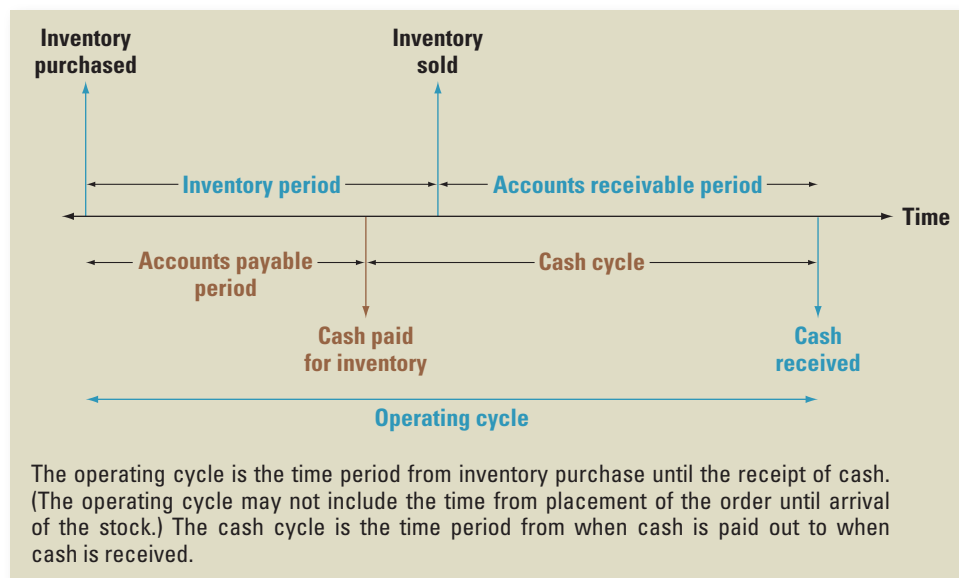 Inventory
purchased
Inventory
sold
Inventory period
Accounts receivable period
Time
Accounts payable
period
Cash cycle
Cash paid
for inventory
Cash
received
Operating cycle
The operating cycle is the time period from inventory purchase until the receipt of cash.
(The operating cycle may not include the time from placement of the order until arrival
of the stock.) The cash cycle is the time period from when cash is paid out to when
cash is received.